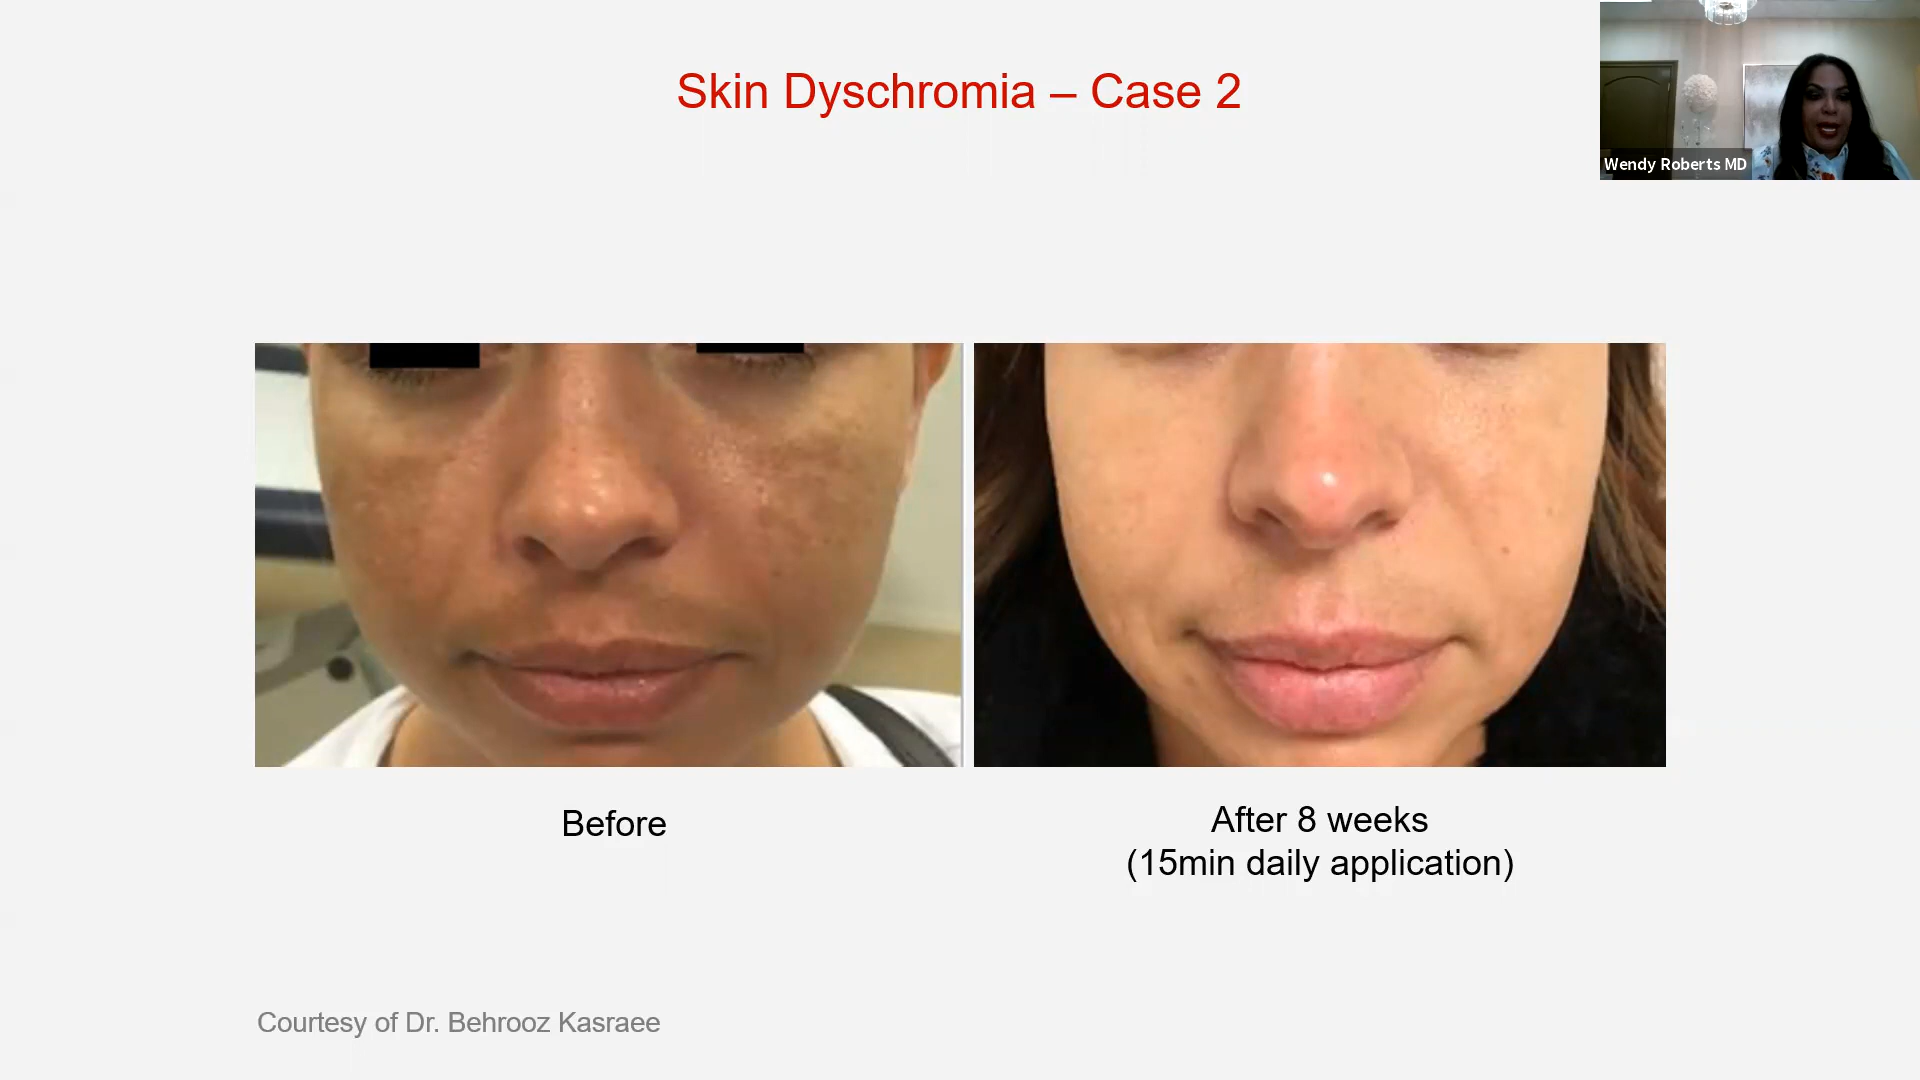 Skin Dyschromia – Case 2
Wendy Roberts MD
Before
After 8 weeks
(15min daily application)
Courtesy of Dr. Behrooz Kasraee